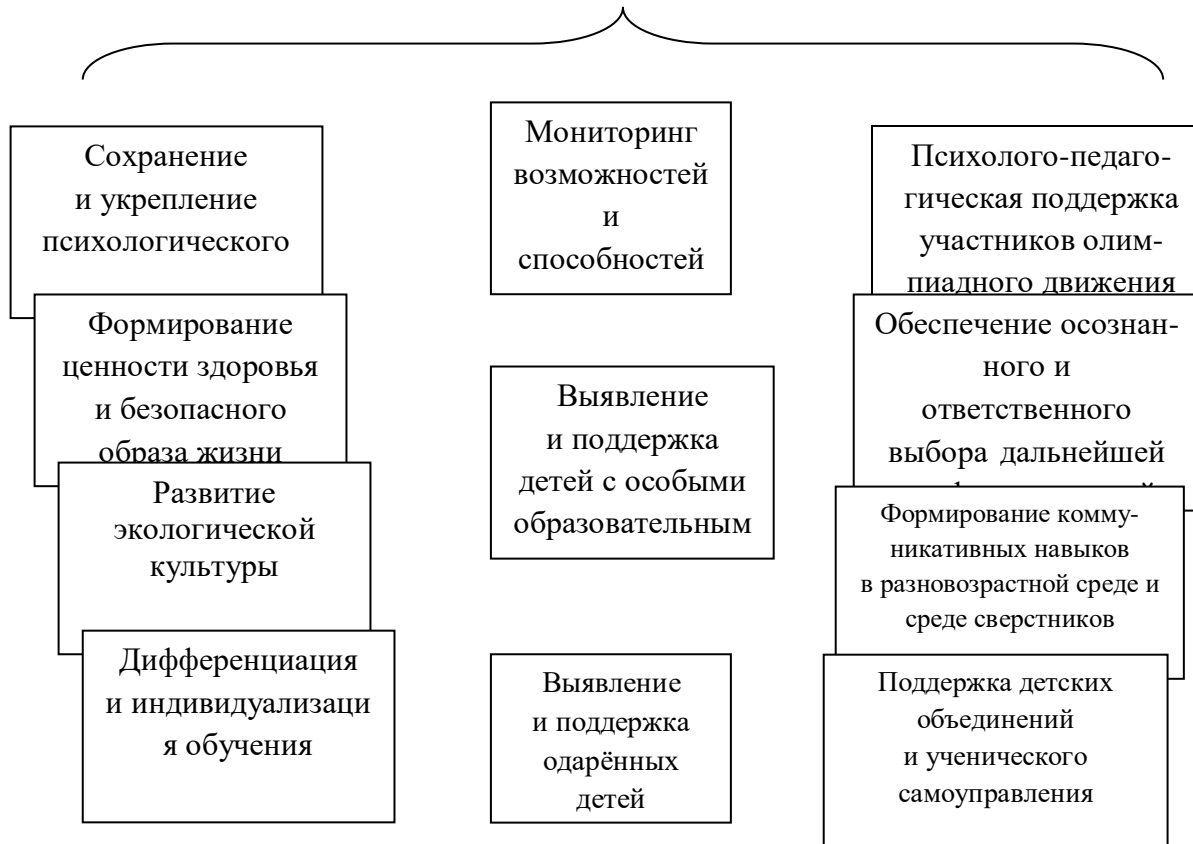 Сохранение
и укрепление
психологического
Формирование
ценности здоровья
и безопасного
образа жизни
Развитие
экологической
культуры
Дифференциация
и индивидуализаци
я обучения
Мониторинг
возможностей
и
способностей
Выявление
и поддержка
детей с особыми
образовательным
Выявление
и поддержка
одарённых
детей
Психолого-педаго-
гическая поддержка
участников олим-
пиадного движения
Обеспечение осознан-
ного и
ответственного
выбора дальнейшей
Формирование комму-
никативных навыков
в разновозрастной среде и
среде сверстников
Поддержка детских
объединений
и ученического
самоуправления